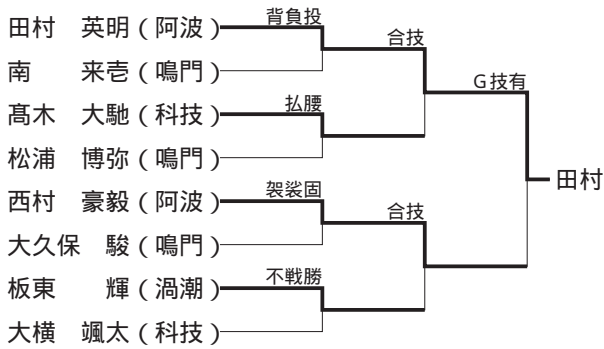 田村　英明（阿波）
背負投
南　　来壱（鳴門）
合技
髙木　大馳（科技）
払腰
松浦　博弥（鳴門）
G技有
田村
西村　豪毅（阿波）
袈裟固
大久保　駿（鳴門）
合技
板東　　輝（渦潮）
不戦勝
大横　颯太（科技）